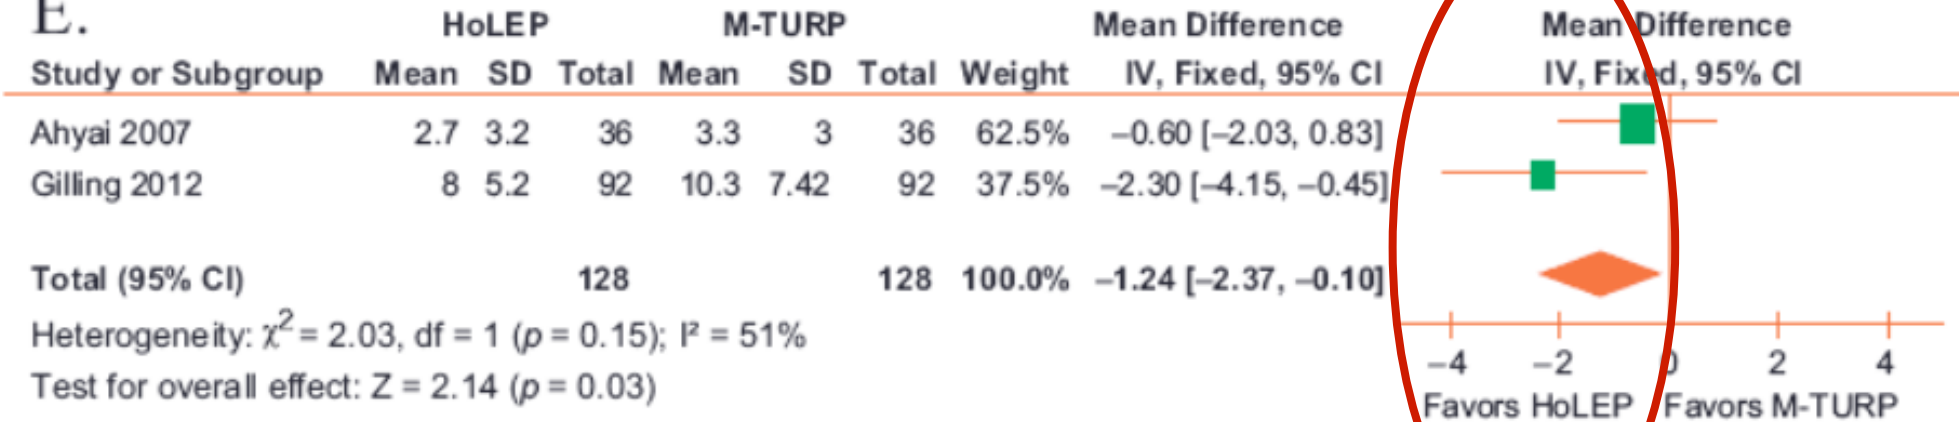 E.
HoLEP M-TURP Mean Difference Mean Difference
Study or Subgroup Mean SD Total Mean SD Total Weight IV, Fixed, 95% CI IV, Fixed, 95% CI
Ahyai 2007 2.7 3.2 36 3.3 3 36 62.5% –0.60 [–2.03, 0.83]
Gilling 2012 8 5.2 92 10.3 7.42 92 37.5% –2.30 [–4.15, –0.45]
Total (95% CI) 128 128 100.0% –1.24 [–2.37, –0.10]
Heterogeneity: χ² = 2.03, df = 1 (p = 0.15); I² = 51%
Test for overall effect: Z = 2.14 (p = 0.03)
–4 –2 0 2 4
Favors HoLEP Favors M-TURP